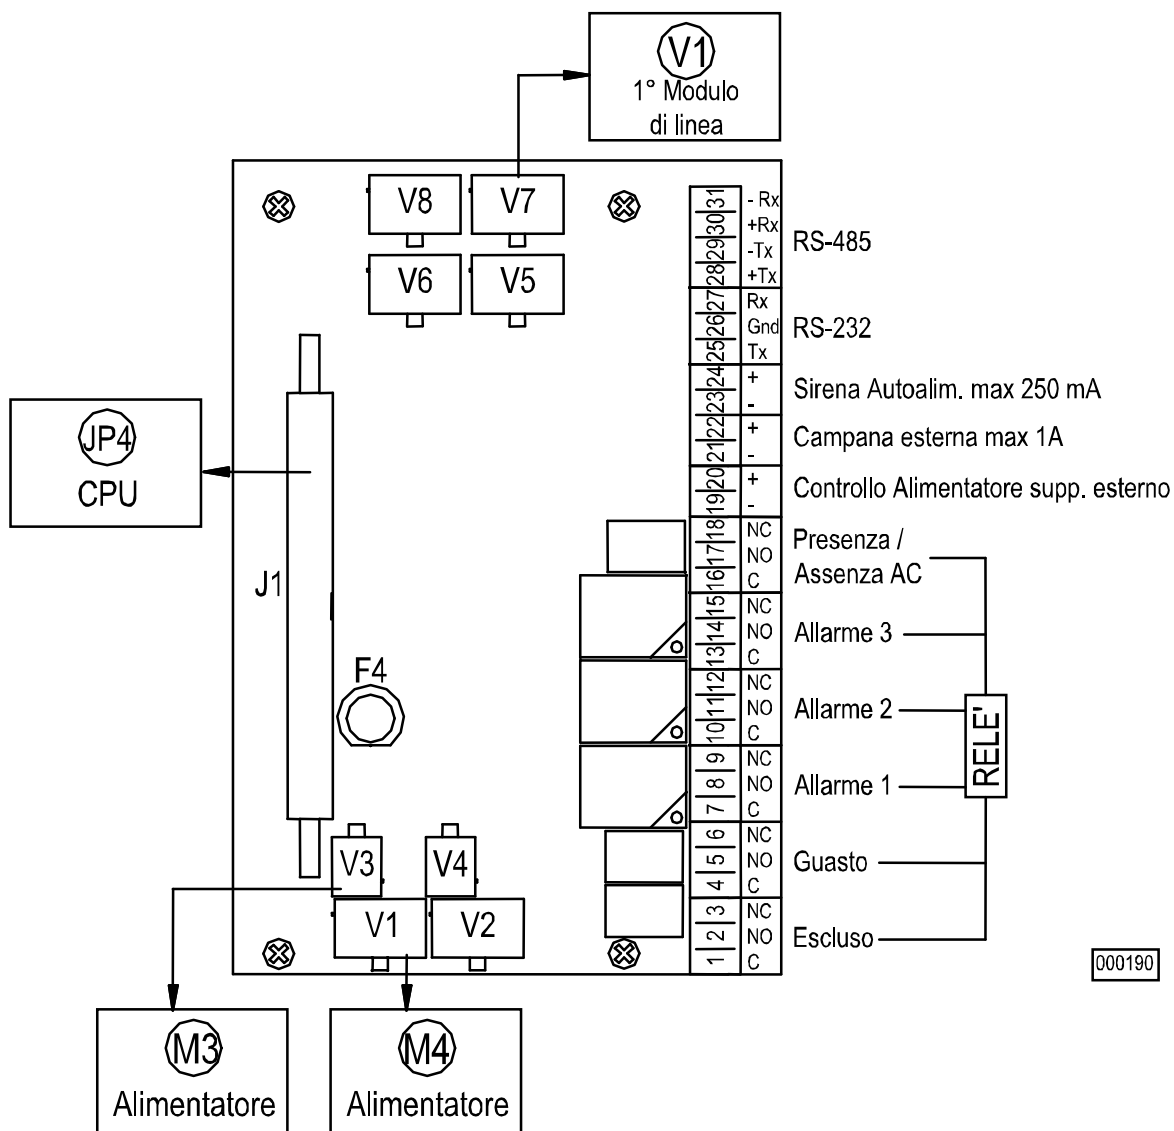 V1
1° Modulo
di linea
V8
V7
V6
V5
31 - Rx
30 +Rx
29 -Tx
28 +Tx
RS-485
27 Rx
26 Gnd
25 Tx
RS-232
24 +
23 -
Sirena Autoalim. max 250 mA
22 +
21 -
Campana esterna max 1A
20 +
19 -
Controllo Alimentatore supp. esterno
18 NC
17 NO
16 C
Presenza /
Assenza AC
15 NC
14 NO
13 C
Allarme 3
12 NC
11 NO
10 C
Allarme 2
9 NC
8 NO
7 C
Allarme 1
6 NC
5 NO
4 C
Guasto
3 NC
2 NO
1 C
Escluso
RELE'
JP4
CPU
J1
F4
V3
V4
V1
V2
M3
Alimentatore
M4
Alimentatore
000190